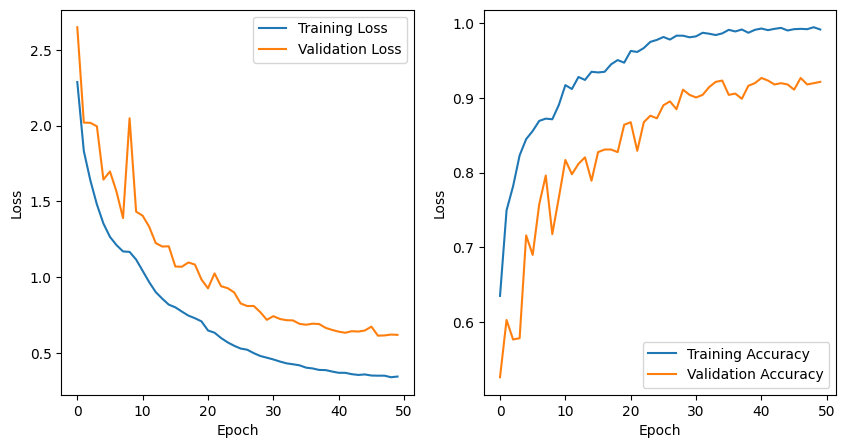 Training Loss
Validation Loss
2.5
2.0
1.5
1.0
0.5
Loss
0
10
20
30
40
50
Epoch
1.0
0.9
0.8
0.7
0.6
Loss
Training Accuracy
Validation Accuracy
0
10
20
30
40
50
Epoch